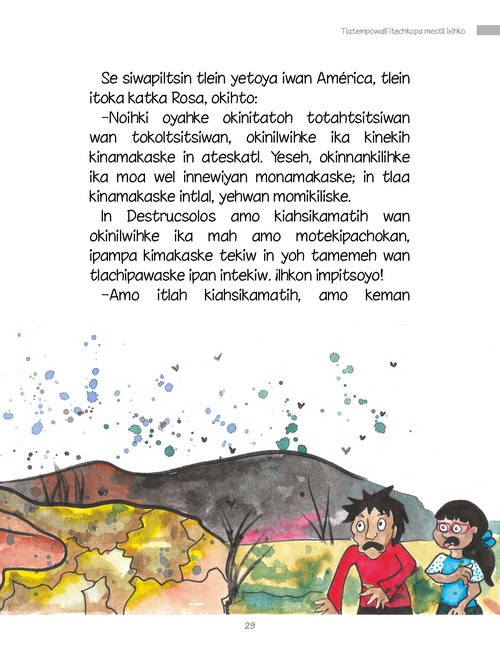 Tlatempowalli itechkopa mestli ixihko
Se siwapiltsin tlein yetoya iwan América, tlein
itoka katka Rosa, okihto:
–Noihki oyahke okinitatoh totahtsitsiwan
wan tokoltsitsiwan, okinilwihke ika kinekih
kinamakaske in ateskatl. Yeseh, okinnankilihke
ika moa wel innewiyan monamakaske; in tlaa
kinamakaske intlal, yehwan momikiliske.
In Destrucsolos amo kiahsikamatih wan
okinilwihke ika mah amo motekipachokan,
ipampa kimakaske tekiw in yoh tamemeh wan
tlachipawaske ipan intekiw. ¡Ihkon impitsoyo!
–Amo itlah kiahsikamatih, amo keman
29